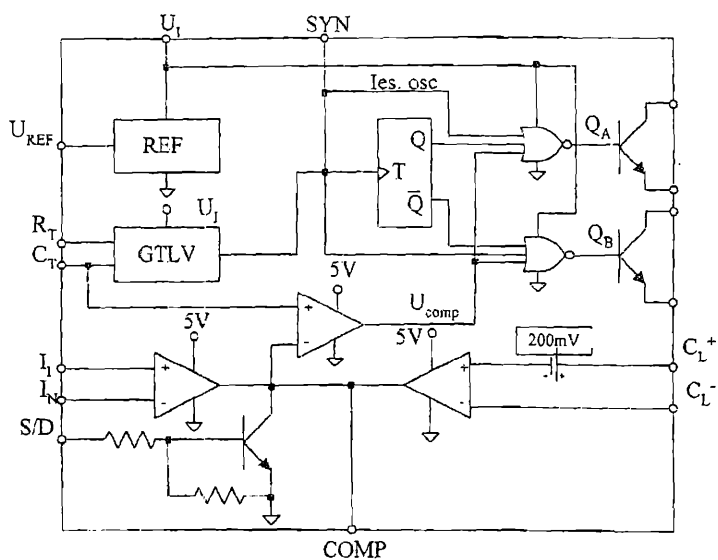 U_I SYN
Ies. osc
U_REF REF Q Q_A
T
U_I Q̅
R_T GTLV Q_B
C_T
5V
U_comp
5V 5V 200mV C_L^+
I_I + - + - + - - +
I_N C_L^-
S/D
COMP